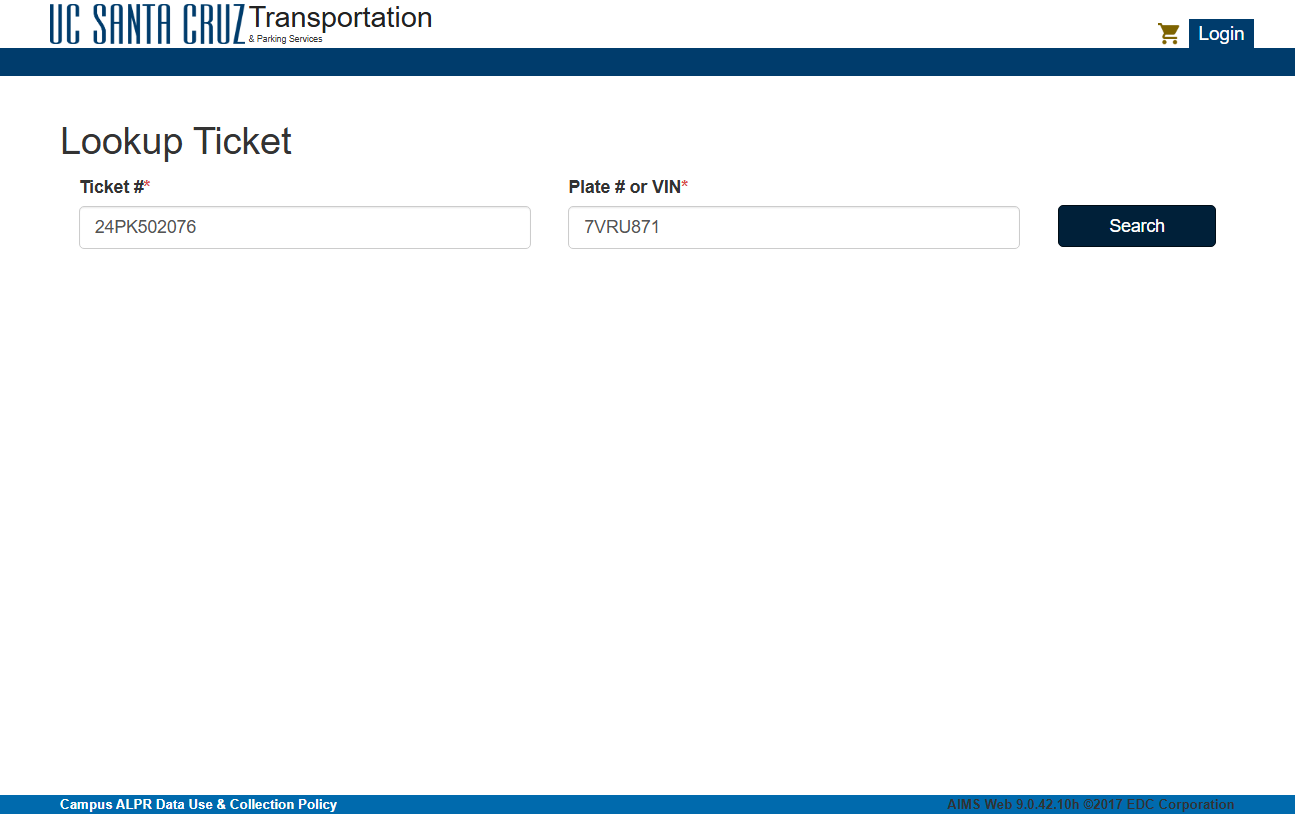 UC SANTA CRUZ Transportation
& Parking Services
Login
Lookup Ticket
Ticket #* Plate # or VIN*
24PK502076 7VRU871 Search
Campus ALPR Data Use & Collection Policy AIMS Web 9.0.42.10h ©2017 EDC Corporation